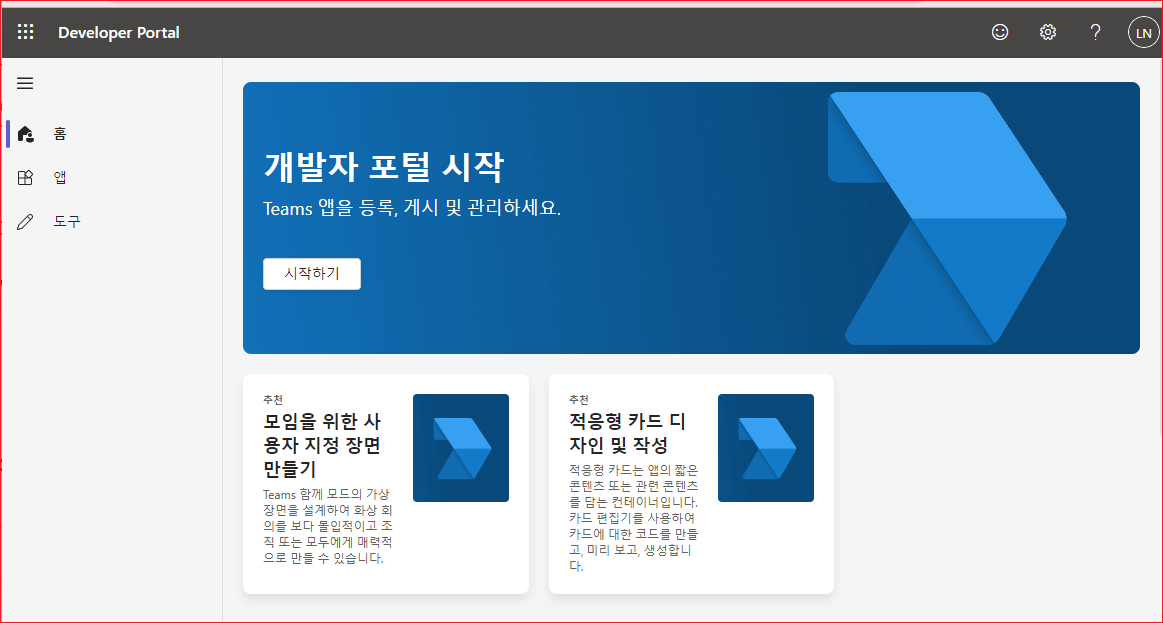 Developer Portal
LN
홈
앱
도구
개발자 포털 시작
Teams 앱을 등록, 게시 및 관리하세요.
시작하기
추천
모임을 위한 사
용자 지정 장면
만들기
Teams 함께 모드의 가상
장면을 설계하여 화상 회
의를 보다 몰입적이고 조
직 또는 모두에게 매력적
으로 만들 수 있습니다.
추천
적응형 카드 디
자인 및 작성
적응형 카드는 앱의 짧은
콘텐츠 또는 관련 콘텐츠
를 담는 컨테이너입니다.
카드 편집기를 사용하여
카드에 대한 코드를 만들
고, 미리 보고, 생성합니
다.